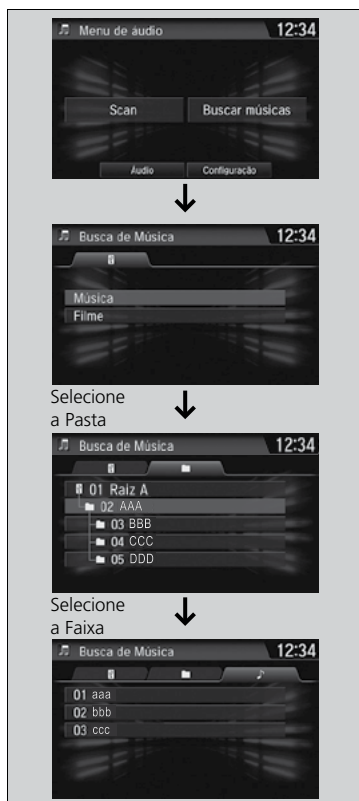 Menu de áudio 12:34
Scan Buscar músicas
Áudio Configuração
Busca de Música 12:34
Música
Filme
Selecione
a Pasta
Busca de Música 12:34
01 Raiz A
02 AAA
03 BBB
04 CCC
05 DDD
Selecione
a Faixa
Busca de Música 12:34
01 aaa
02 bbb
03 ccc